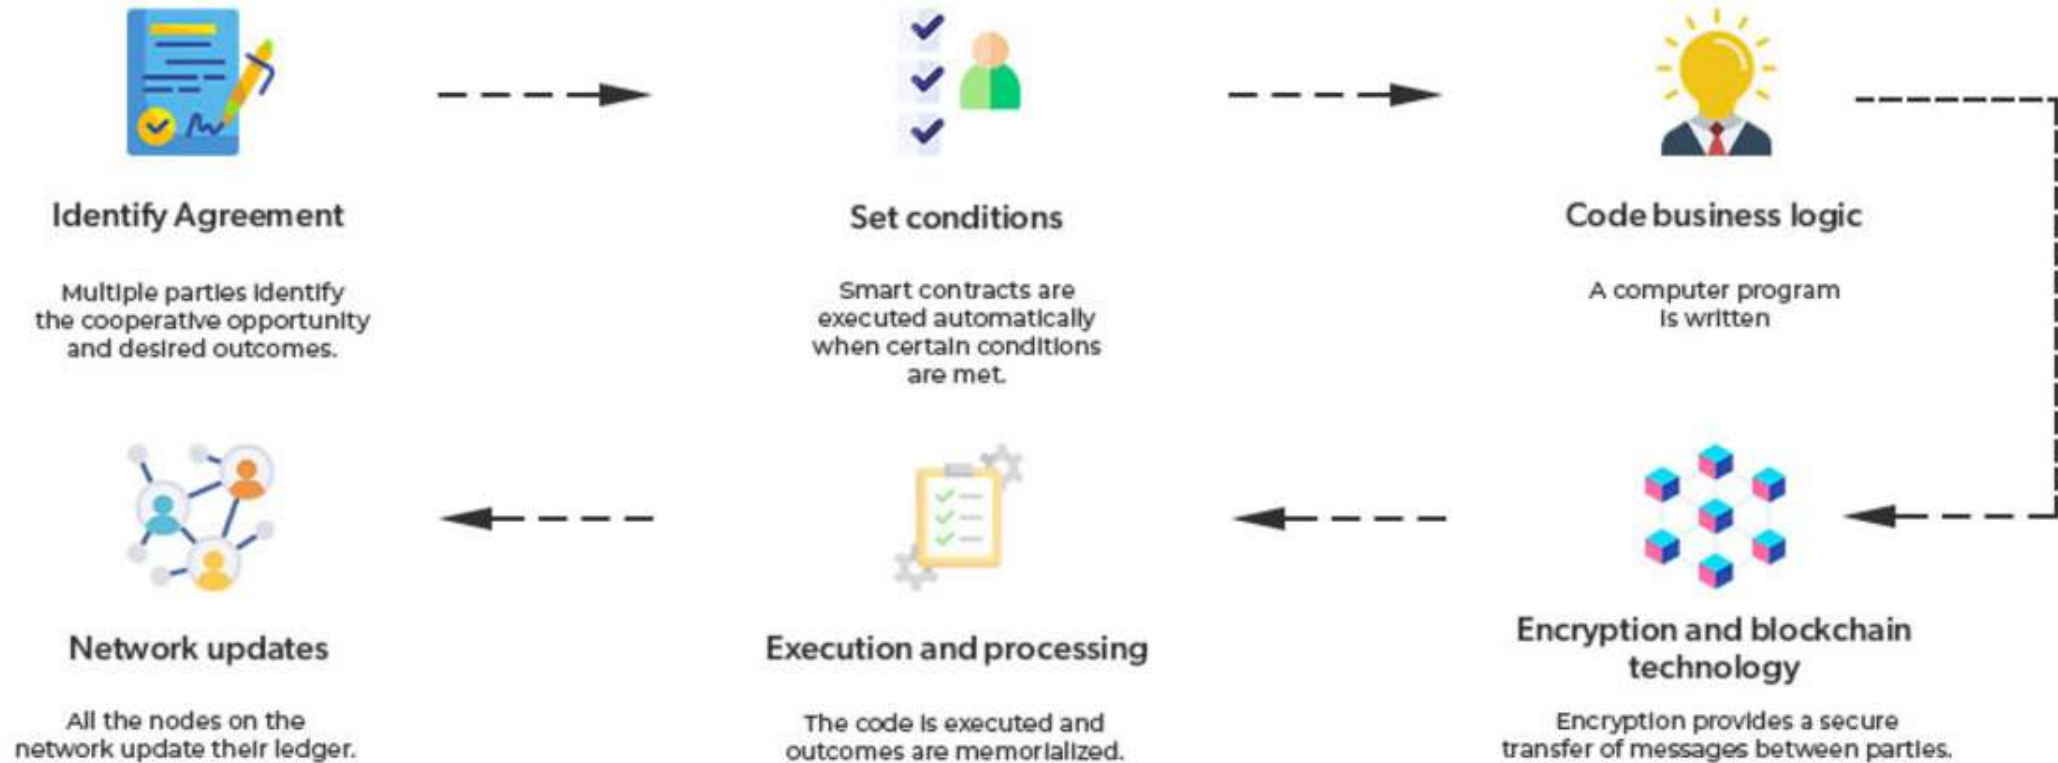 Identify Agreement
Multiple parties identify
the cooperative opportunity
and desired outcomes.
Set conditions
Smart contracts are
executed automatically
when certain conditions
are met.
Code business logic
A computer program
is written
Encryption and blockchain
technology
Encryption provides a secure
transfer of messages between parties.
Execution and processing
The code is executed and
outcomes are memorialized.
Network updates
All the nodes on the
network update their ledger.